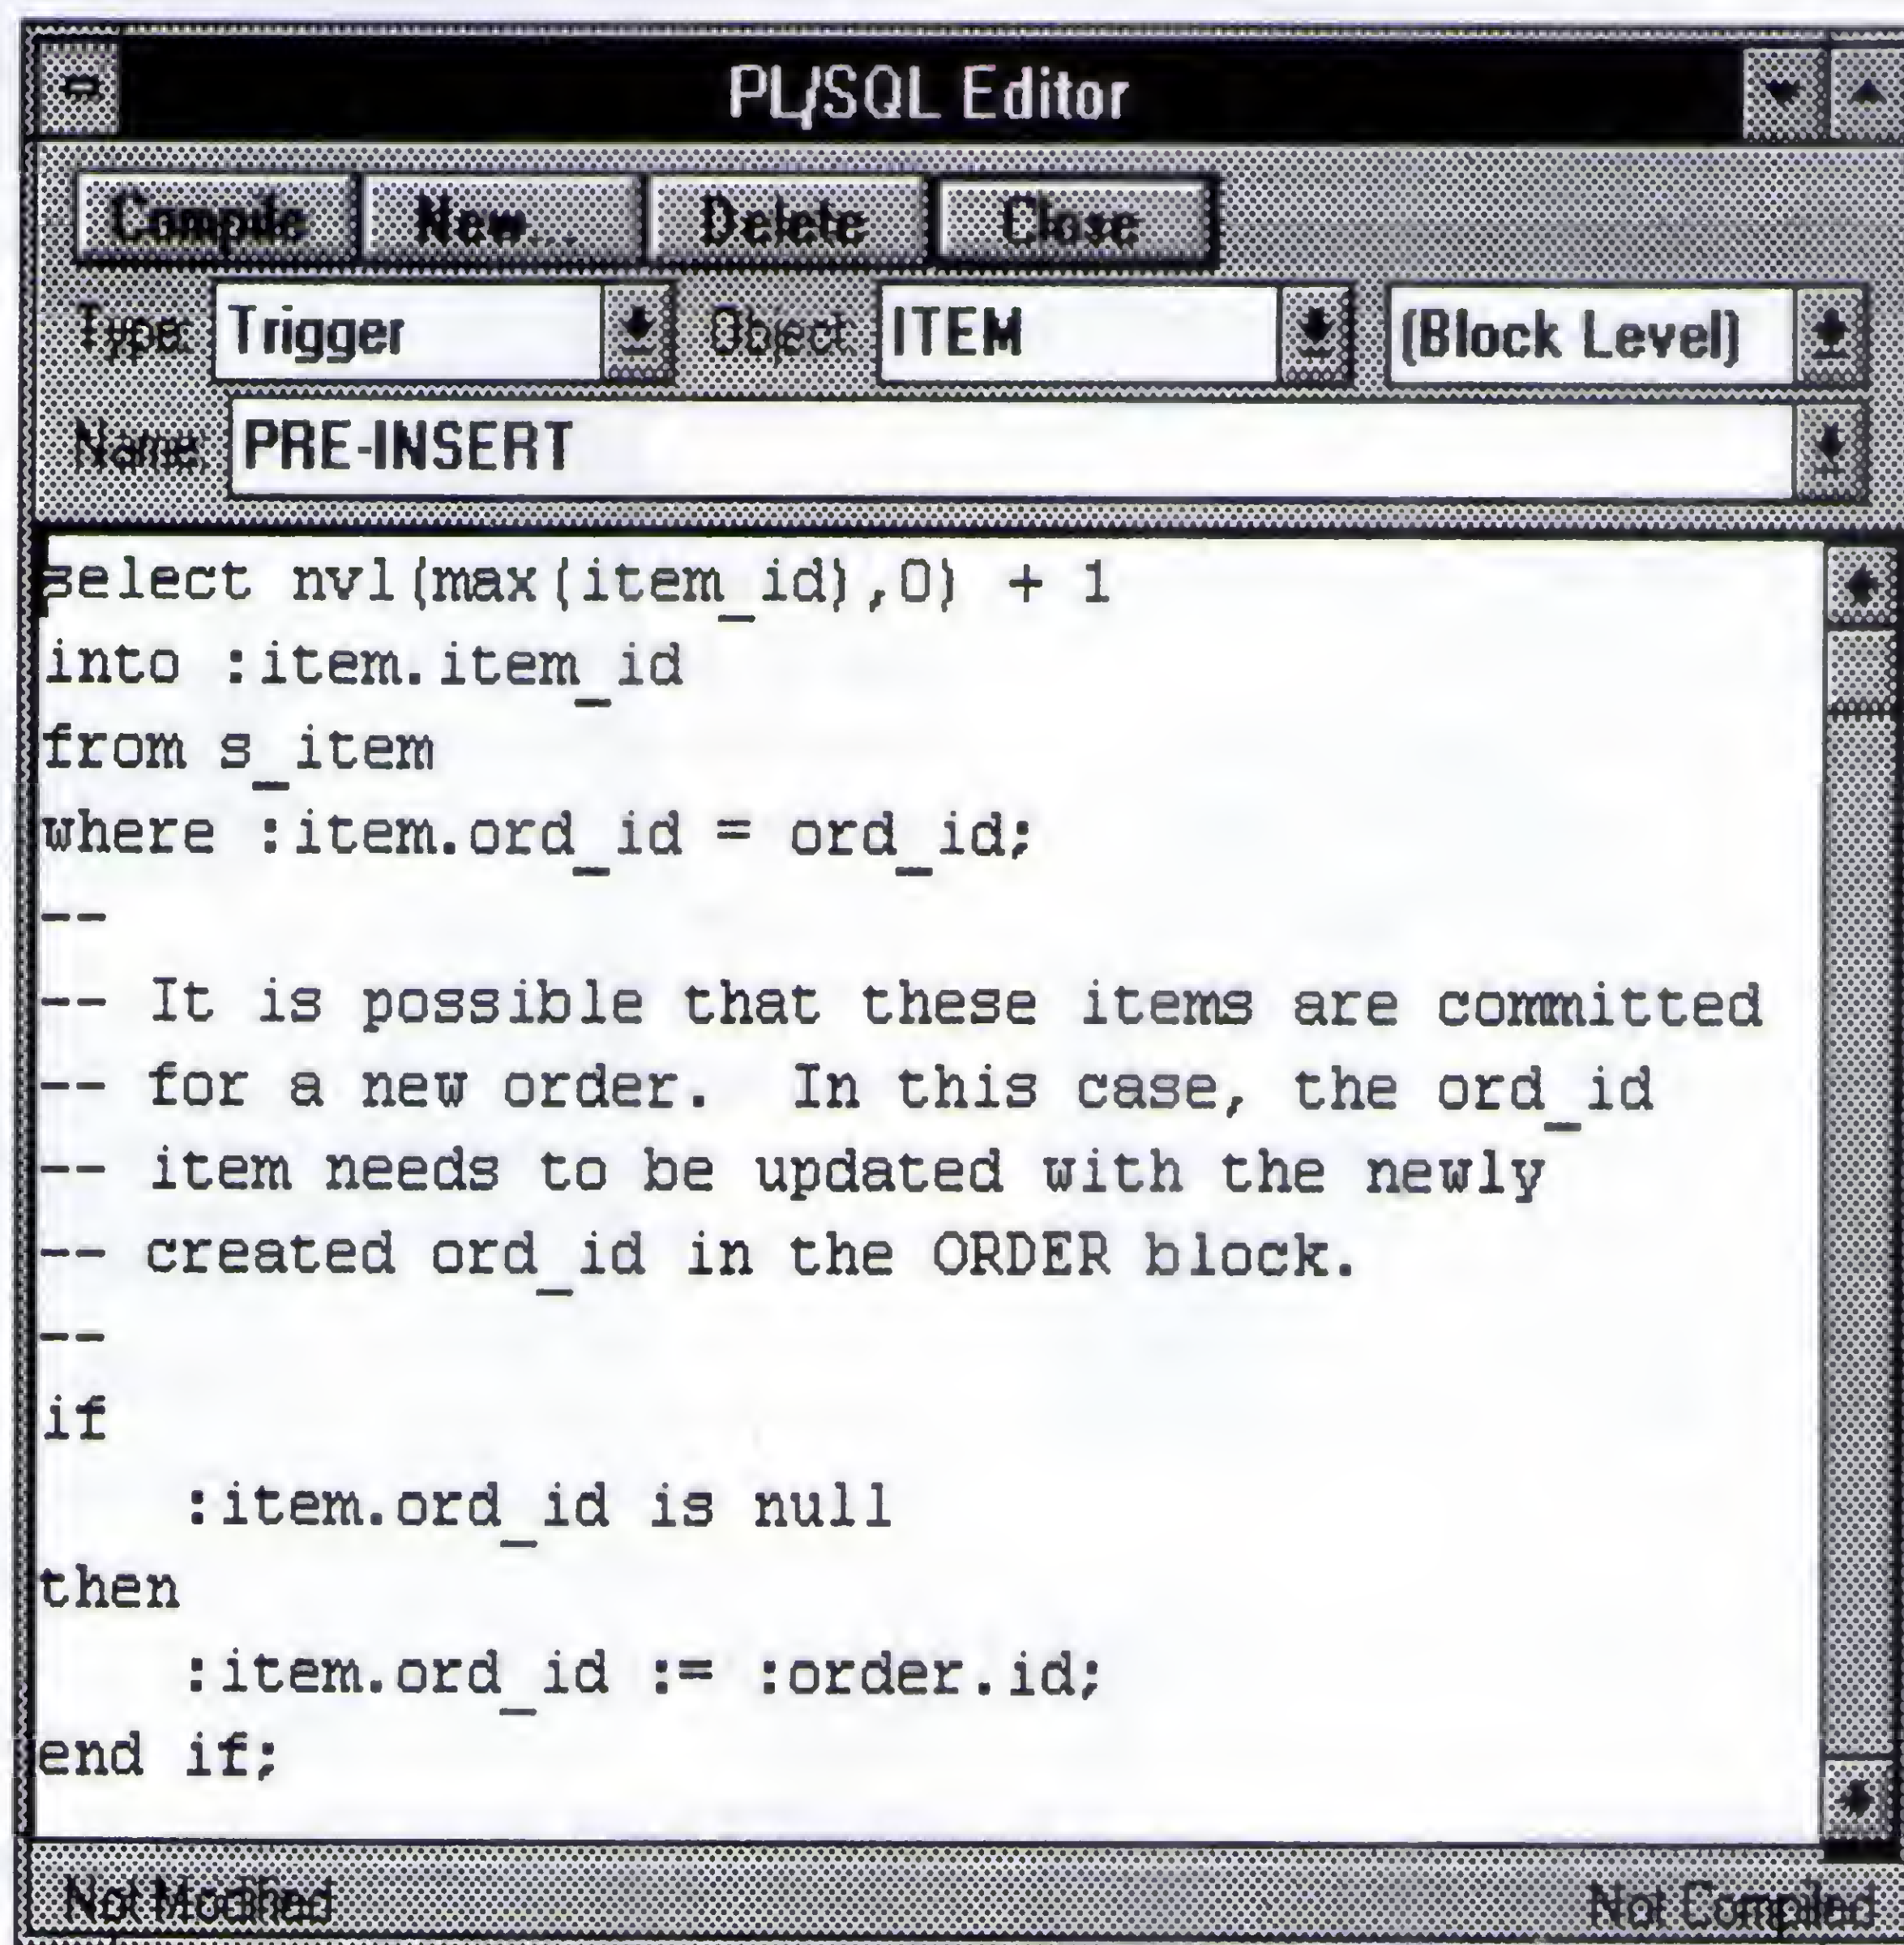 PL/SQL Editor
Compile New... Delete Close
Type: Trigger Object: ITEM (Block Level)
Name: PRE-INSERT
select nvl(max(item_id),0) + 1
into :item.item_id
from s_item
where :item.ord_id = ord_id;
--
-- It is possible that these items are committed
-- for a new order.  In this case, the ord_id
-- item needs to be updated with the newly
-- created ord_id in the ORDER block.
--
if
    :item.ord_id is null
then
    :item.ord_id := :order.id;
end if;
Not Modified Not Compiled